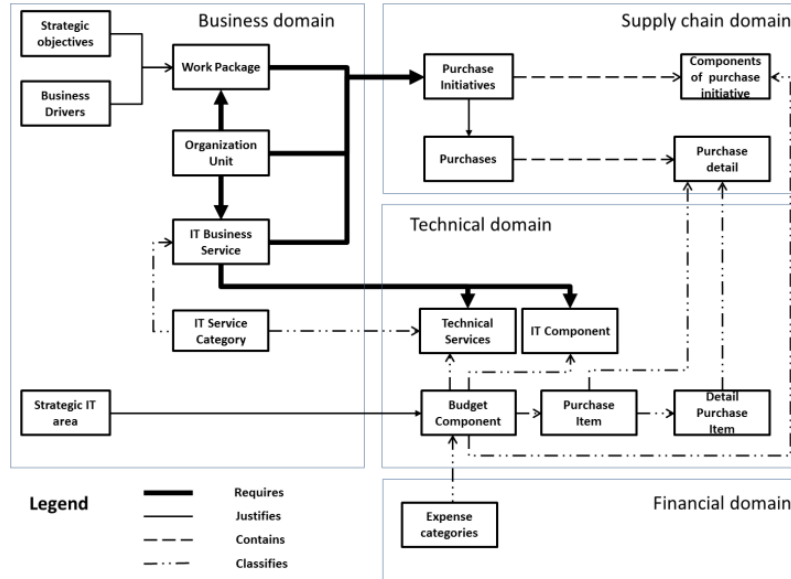 Business domain
Strategic
objectives
Business
Drivers
Work Package
Organization
Unit
IT Business
Service
IT Service
Category
Strategic IT
area
Supply chain domain
Purchase
Initiatives
Components
of purchase
initiative
Purchases
Purchase
detail
Technical domain
Technical
Services
IT Component
Budget
Component
Purchase
Item
Detail
Purchase
Item
Financial domain
Expense
categories
Legend
Requires
Justifies
Contains
Classifies